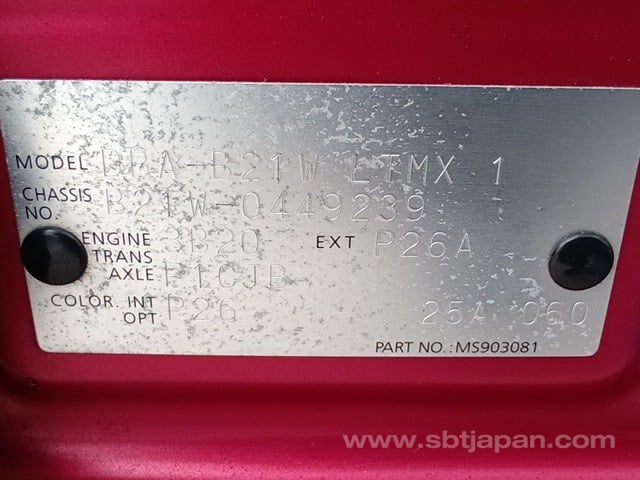 MODEL DBA-B21W LTMX 1
CHASSIS NO. B21W-0449239
ENGINE 3B20 EXT P26A
TRANS AXLE F1CJP
COLOR. INT P26
OPT 25A 060
PART NO.:MS903081
www.sbtjapan.com